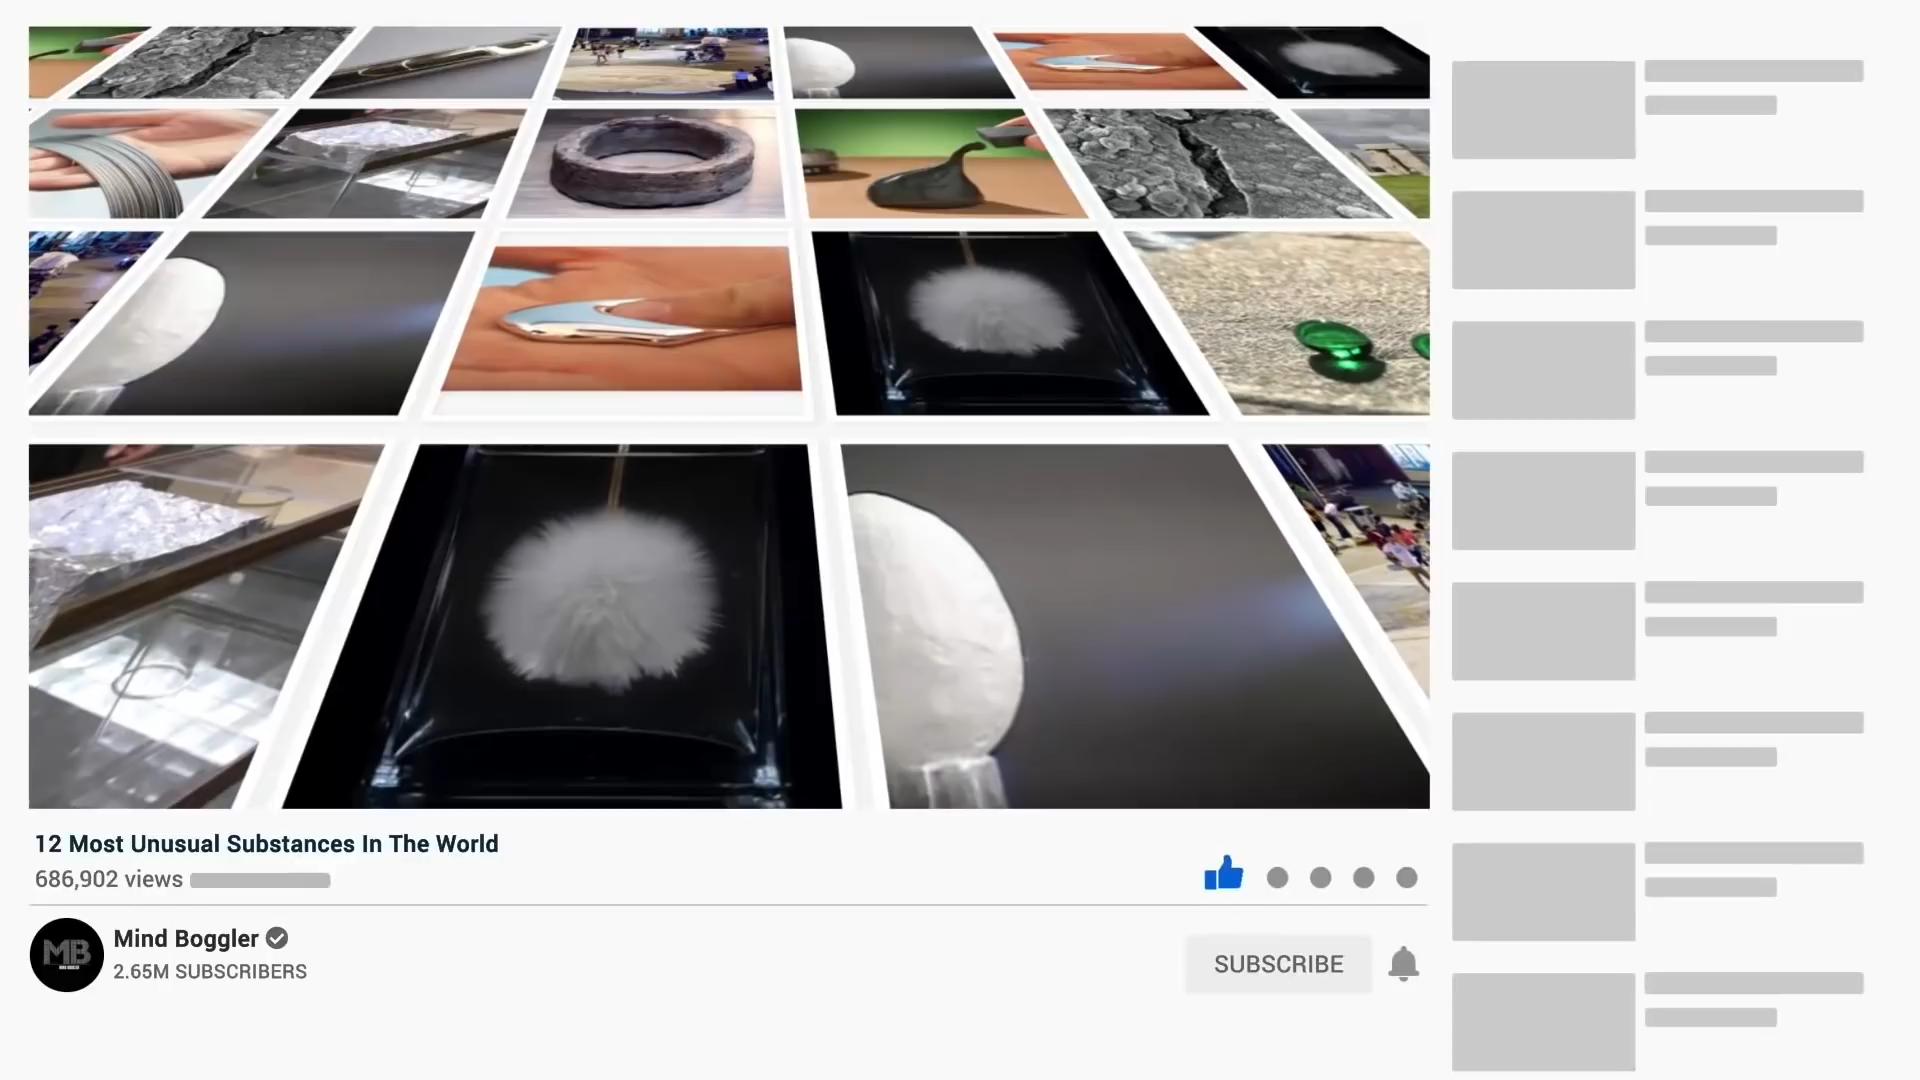 12 Most Unusual Substances In The World
686,902 views
MB
Mind Boggler
2.65M SUBSCRIBERS
SUBSCRIBE